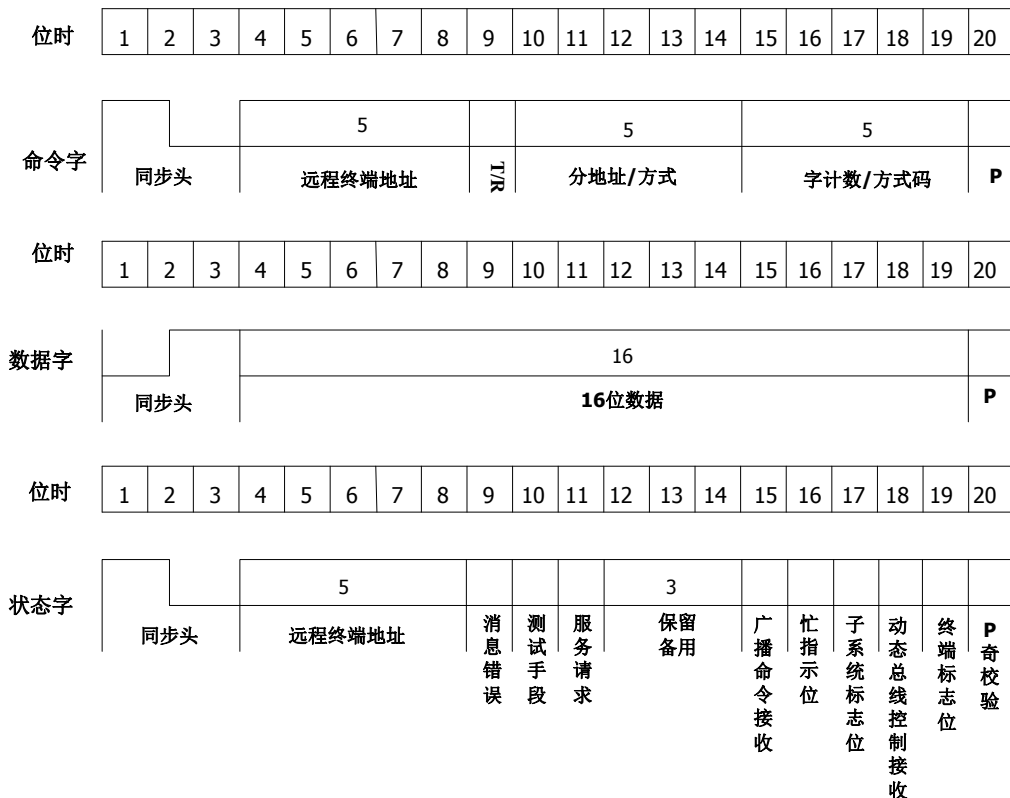 位时 1 2 3 4 5 6 7 8 9 10 11 12 13 14 15 16 17 18 19 20
5 5 5
命令字
同步头 远程终端地址 T/R 分地址/方式 字计数/方式码 P
位时 1 2 3 4 5 6 7 8 9 10 11 12 13 14 15 16 17 18 19 20
数据字 16
同步头 16位数据 P
位时 1 2 3 4 5 6 7 8 9 10 11 12 13 14 15 16 17 18 19 20
5 3
状态字
同步头 远程终端地址 消息错误 测试手段 服务请求 保留备用 广播命令接收 忙指示位 子系统标志位 动态总线控制接收 终端标志位 P奇校验